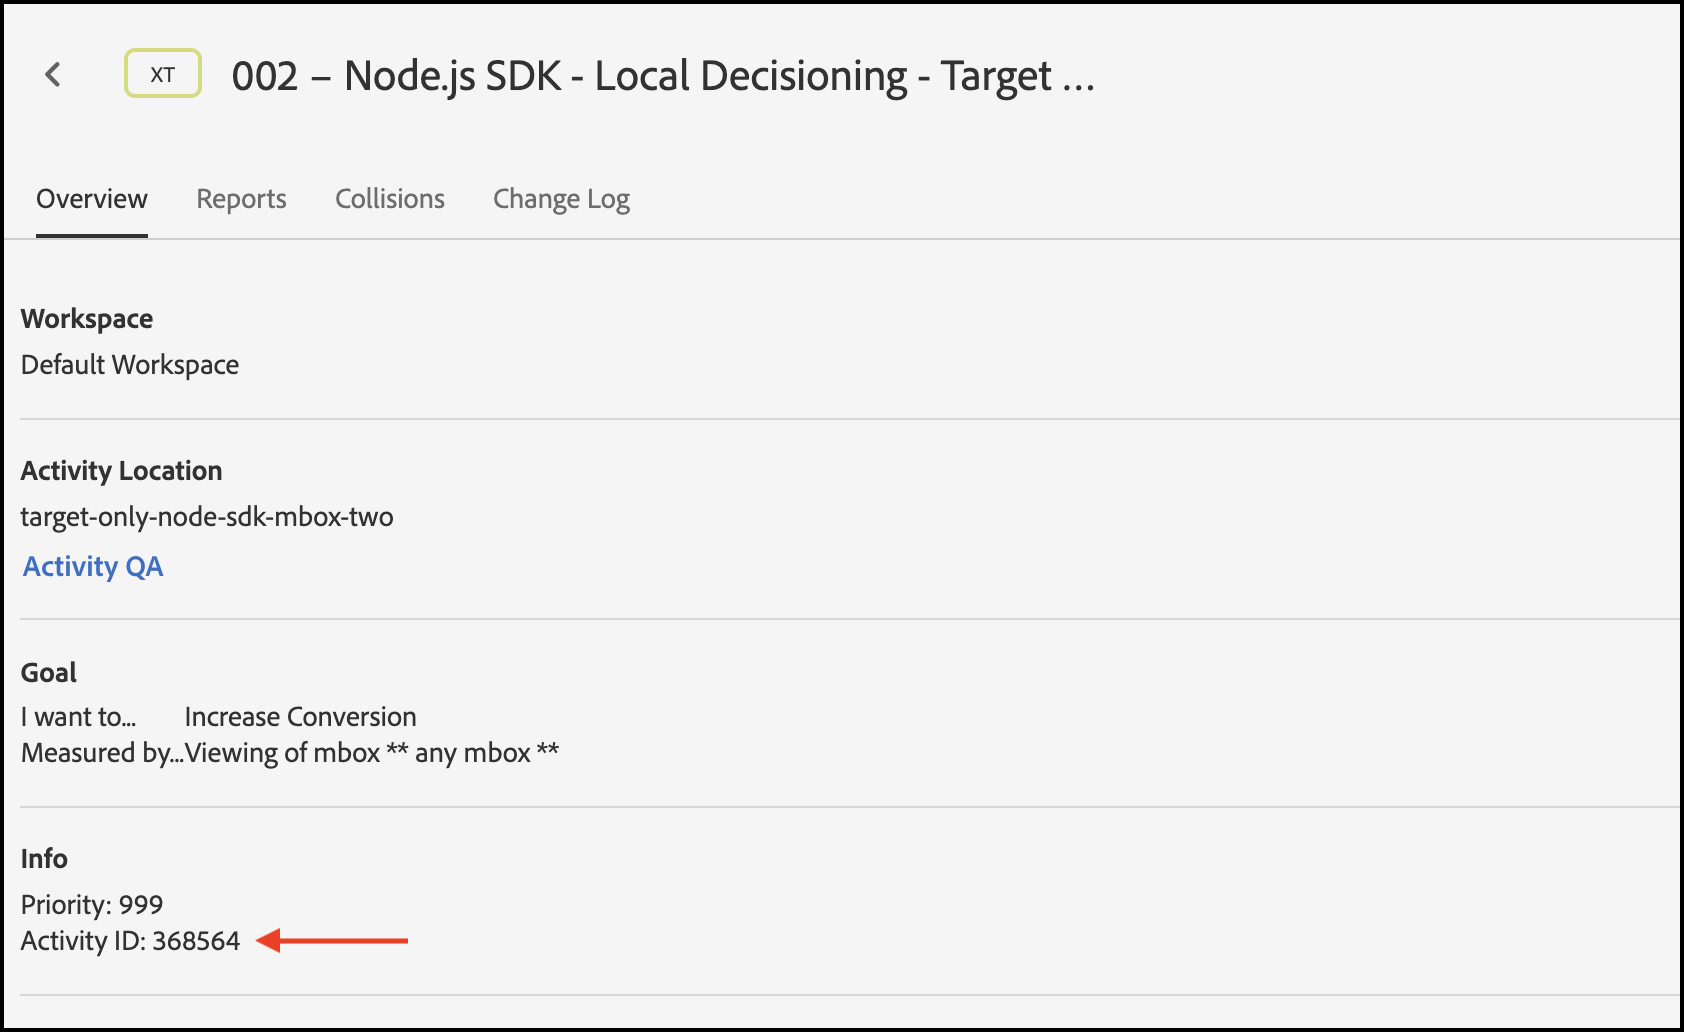 XT 002 – Node.js SDK - Local Decisioning - Target ...
Overview Reports Collisions Change Log
Workspace
Default Workspace
Activity Location
target-only-node-sdk-mbox-two
Activity QA
Goal
I want to... Increase Conversion
Measured by...Viewing of mbox ** any mbox **
Info
Priority: 999
Activity ID: 368564